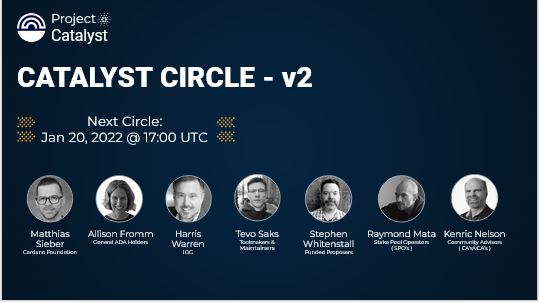 Project
Catalyst
CATALYST CIRCLE - v2
Next Circle:
Jan 20, 2022 @ 17:00 UTC
Matthias
Sieber
Cardano Foundation
Allison Fromm
General ADA Holders
Harris
Warren
IOG
Tevo Saks
Toolmakers &
Maintainers
Stephen
Whitenstall
Funded Proposers
Raymond Mata
Stake Pool Operators
( SPO's )
Kenric Nelson
Community Advisors
( CA's/vCA's )